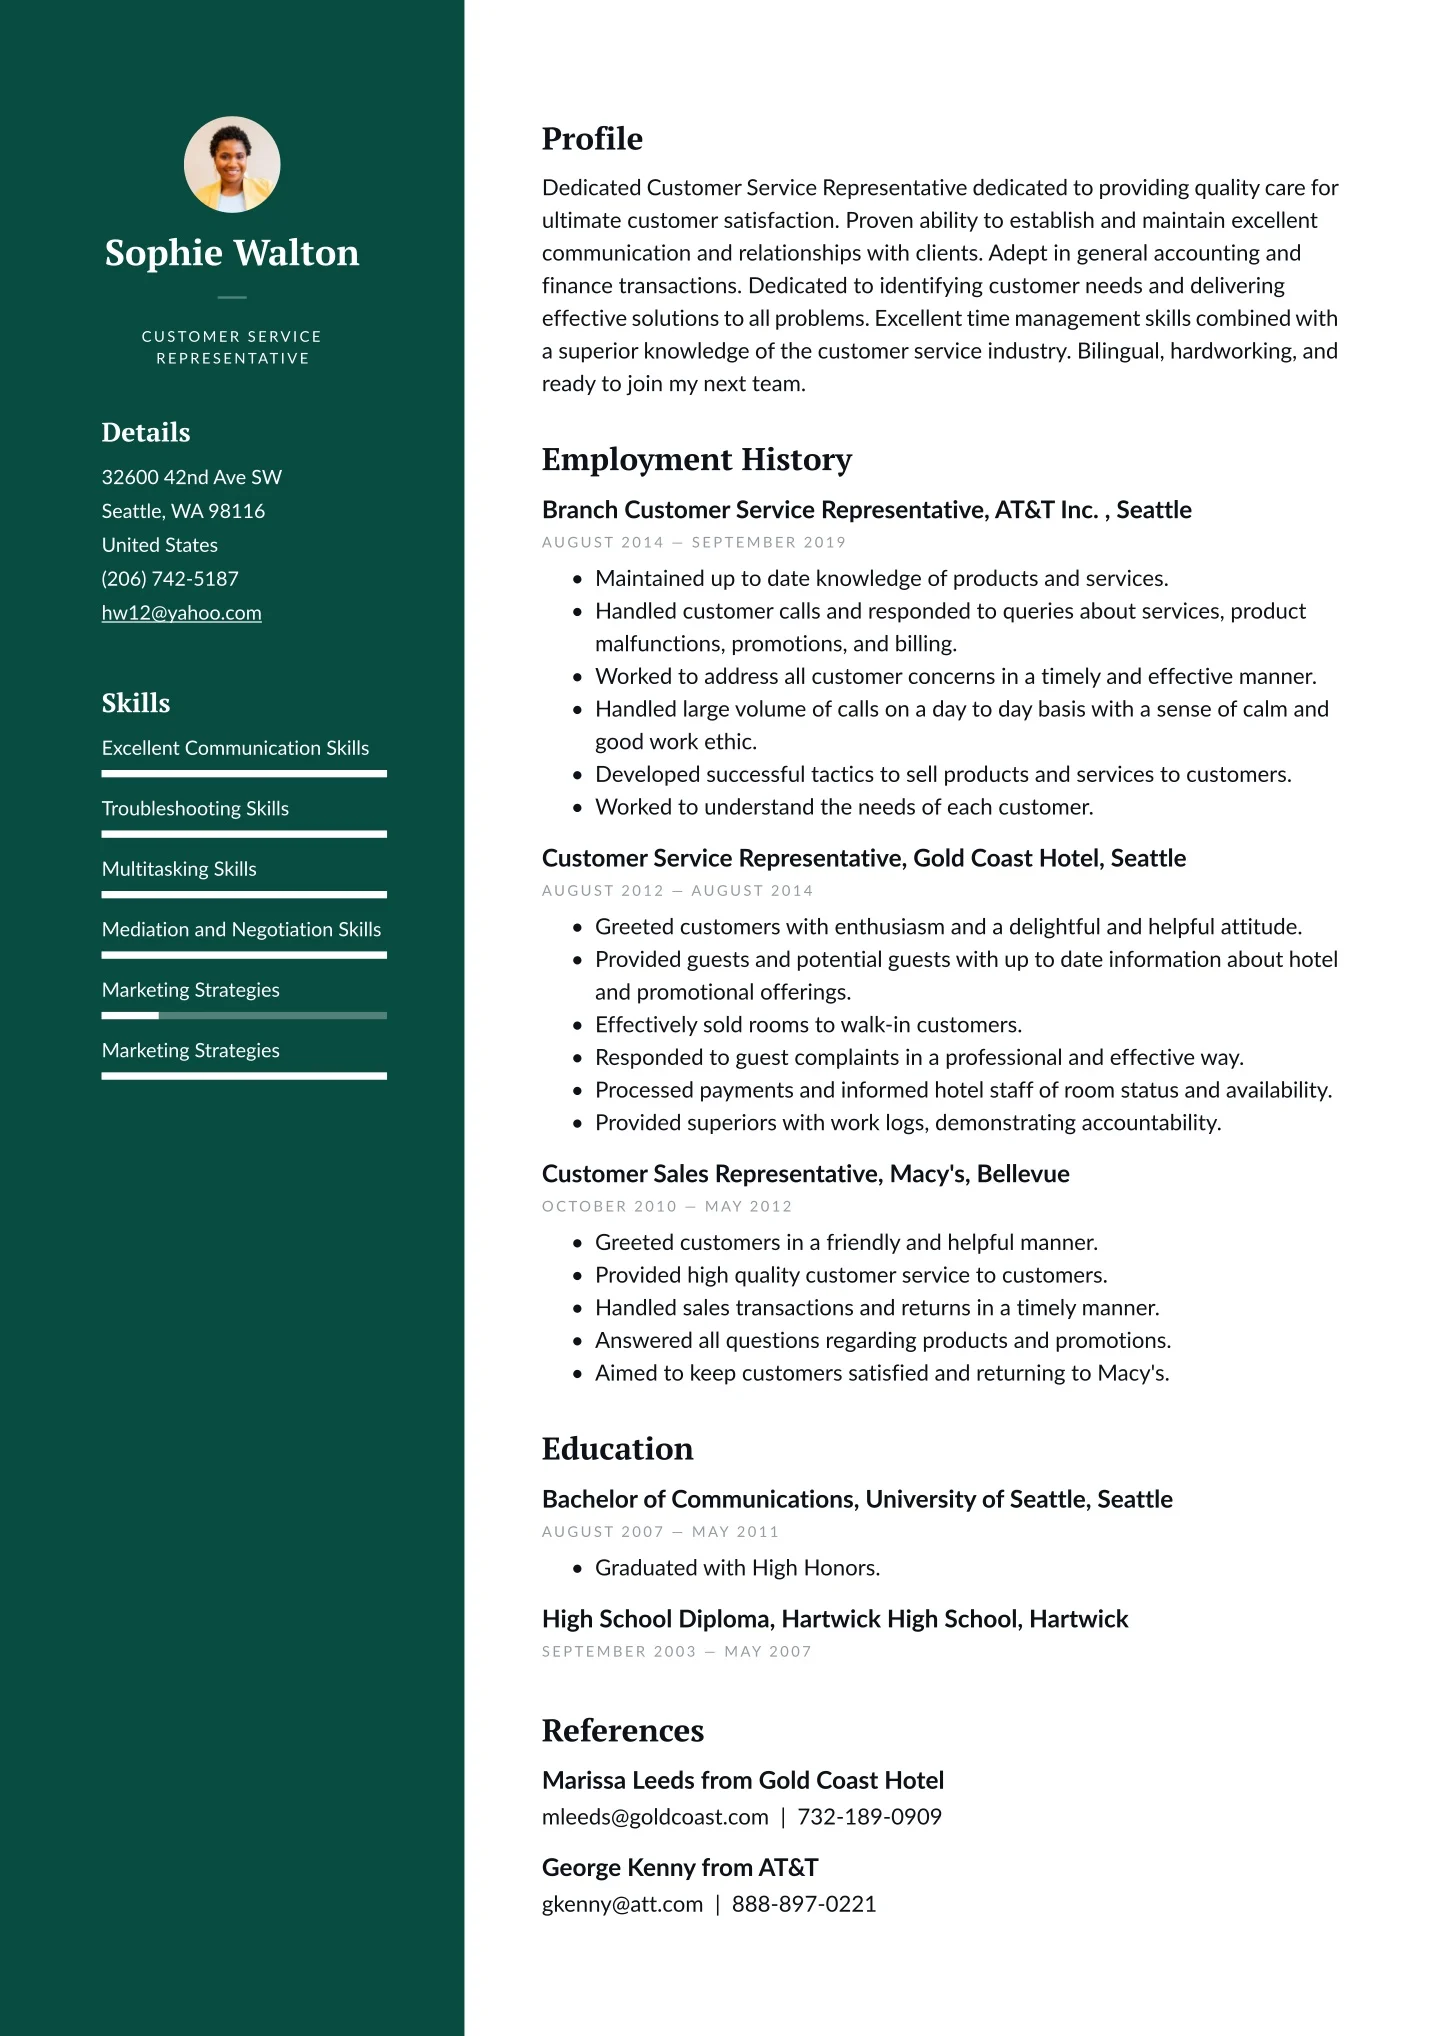 Sophie Walton
CUSTOMER SERVICE
REPRESENTATIVE
Details
32600 42nd Ave SW
Seattle, WA 98116
United States
(206) 742-5187
hw12@yahoo.com
Skills
Excellent Communication Skills
Troubleshooting Skills
Multitasking Skills
Mediation and Negotiation Skills
Marketing Strategies
Marketing Strategies
Profile
Dedicated Customer Service Representative dedicated to providing quality care for
ultimate customer satisfaction. Proven ability to establish and maintain excellent
communication and relationships with clients. Adept in general accounting and
finance transactions. Dedicated to identifying customer needs and delivering
effective solutions to all problems. Excellent time management skills combined with
a superior knowledge of the customer service industry. Bilingual, hardworking, and
ready to join my next team.
Employment History
Branch Customer Service Representative, AT&T Inc. , Seattle
AUGUST 2014 — SEPTEMBER 2019
• Maintained up to date knowledge of products and services.
• Handled customer calls and responded to queries about services, product
malfunctions, promotions, and billing.
• Worked to address all customer concerns in a timely and effective manner.
• Handled large volume of calls on a day to day basis with a sense of calm and
good work ethic.
• Developed successful tactics to sell products and services to customers.
• Worked to understand the needs of each customer.
Customer Service Representative, Gold Coast Hotel, Seattle
AUGUST 2012 — AUGUST 2014
• Greeted customers with enthusiasm and a delightful and helpful attitude.
• Provided guests and potential guests with up to date information about hotel
and promotional offerings.
• Effectively sold rooms to walk-in customers.
• Responded to guest complaints in a professional and effective way.
• Processed payments and informed hotel staff of room status and availability.
• Provided superiors with work logs, demonstrating accountability.
Customer Sales Representative, Macy's, Bellevue
OCTOBER 2010 — MAY 2012
• Greeted customers in a friendly and helpful manner.
• Provided high quality customer service to customers.
• Handled sales transactions and returns in a timely manner.
• Answered all questions regarding products and promotions.
• Aimed to keep customers satisfied and returning to Macy's.
Education
Bachelor of Communications, University of Seattle, Seattle
AUGUST 2007 — MAY 2011
• Graduated with High Honors.
High School Diploma, Hartwick High School, Hartwick
SEPTEMBER 2003 — MAY 2007
References
Marissa Leeds from Gold Coast Hotel
mleeds@goldcoast.com | 732-189-0909
George Kenny from AT&T
gkenny@att.com | 888-897-0221